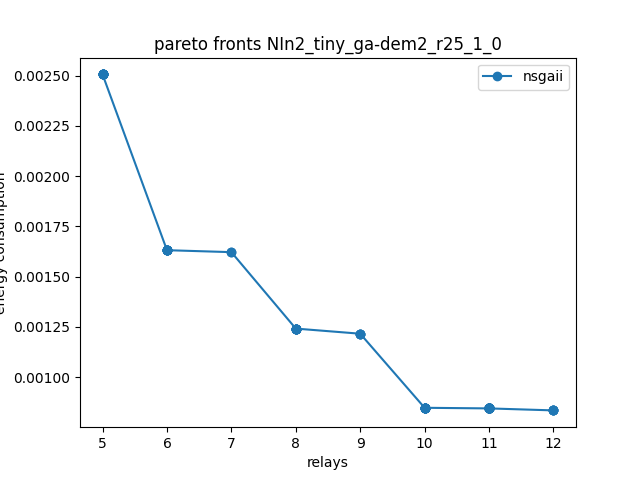 pareto fronts NIn2_tiny_ga-dem2_r25_1_0
nsgaii
0.00250
0.00225
0.00200
0.00175
0.00150
0.00125
0.00100
energy consumption
5 6 7 8 9 10 11 12
relays